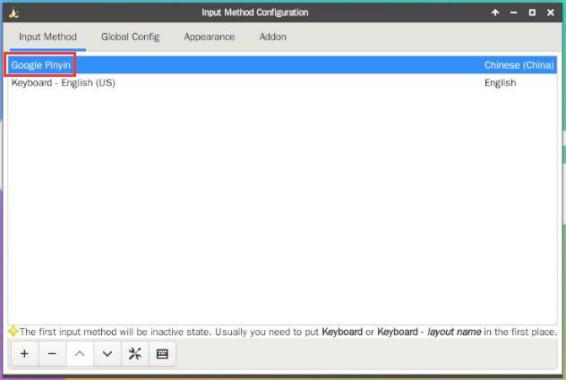 Input Method Configuration
Input Method Global Config Appearance Addon
Google Pinyin Chinese (China)
Keyboard - English (US) English
The first input method will be inactive state. Usually you need to put Keyboard or Keyboard - layout name in the first place.